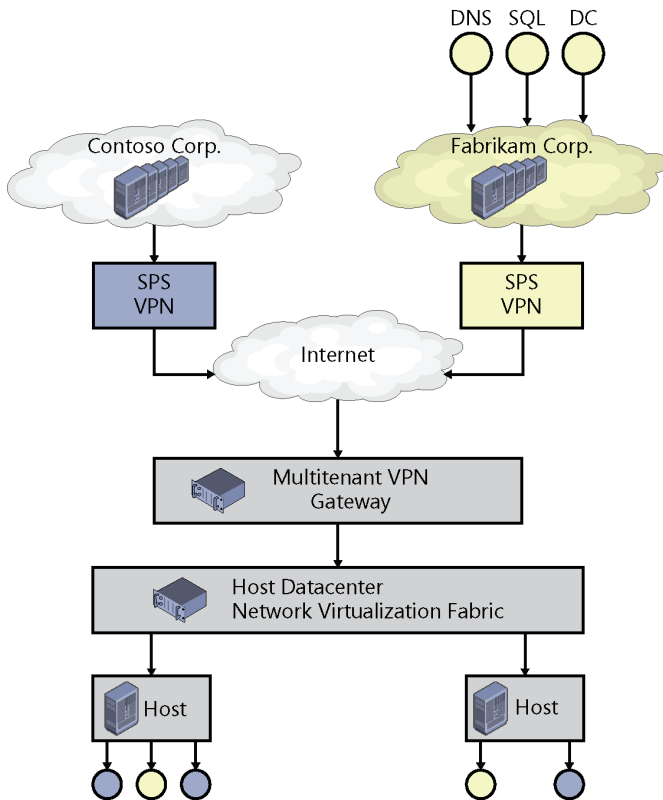 DNS SQL DC
Contoso Corp.
Fabrikam Corp.
SPS
VPN
SPS
VPN
Internet
Multitenant VPN
Gateway
Host Datacenter
Network Virtualization Fabric
Host
Host